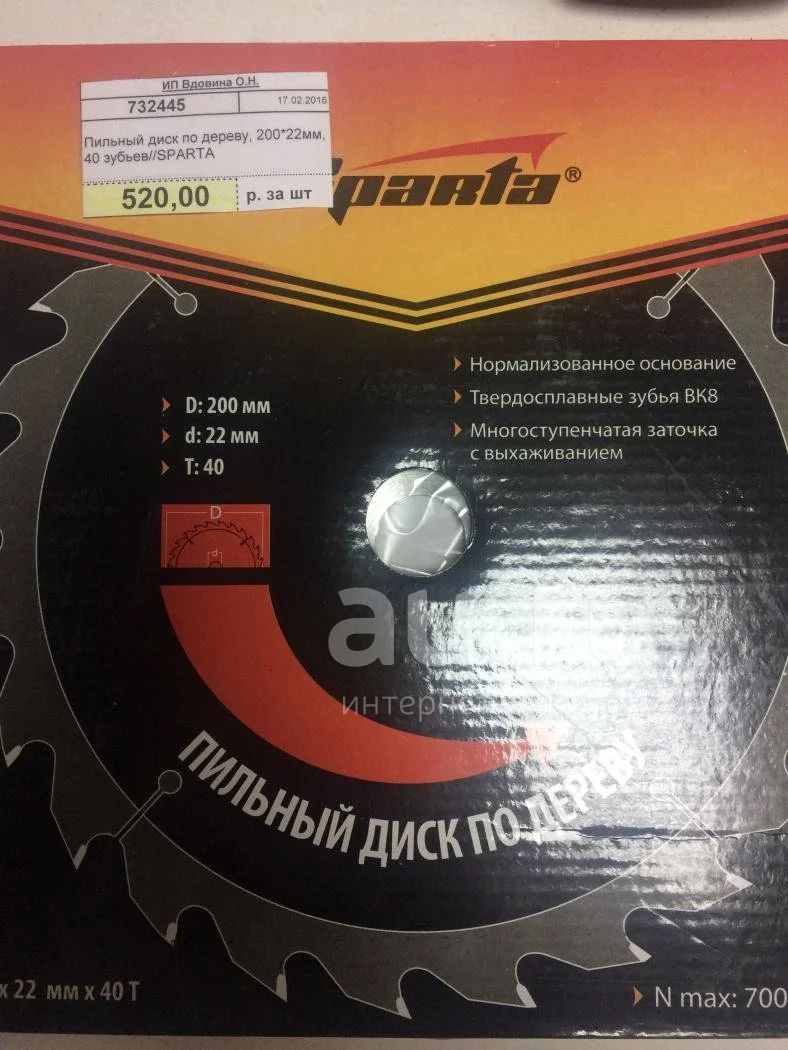 ИП Вдовина О.Н.
732445
17.02.2016
Пильный диск по дереву, 200*22мм,
40 зубьев//SPARTA
520,00 р. за шт
Sparta®
Нормализованное основание
D: 200 мм
Твердосплавные зубья ВК8
d: 22 мм
Многоступенчатая заточка
с выхаживанием
T: 40
D
d
ПИЛЬНЫЙ ДИСК ПО ДЕРЕВУ
x 22 мм x 40 T
N max: 700